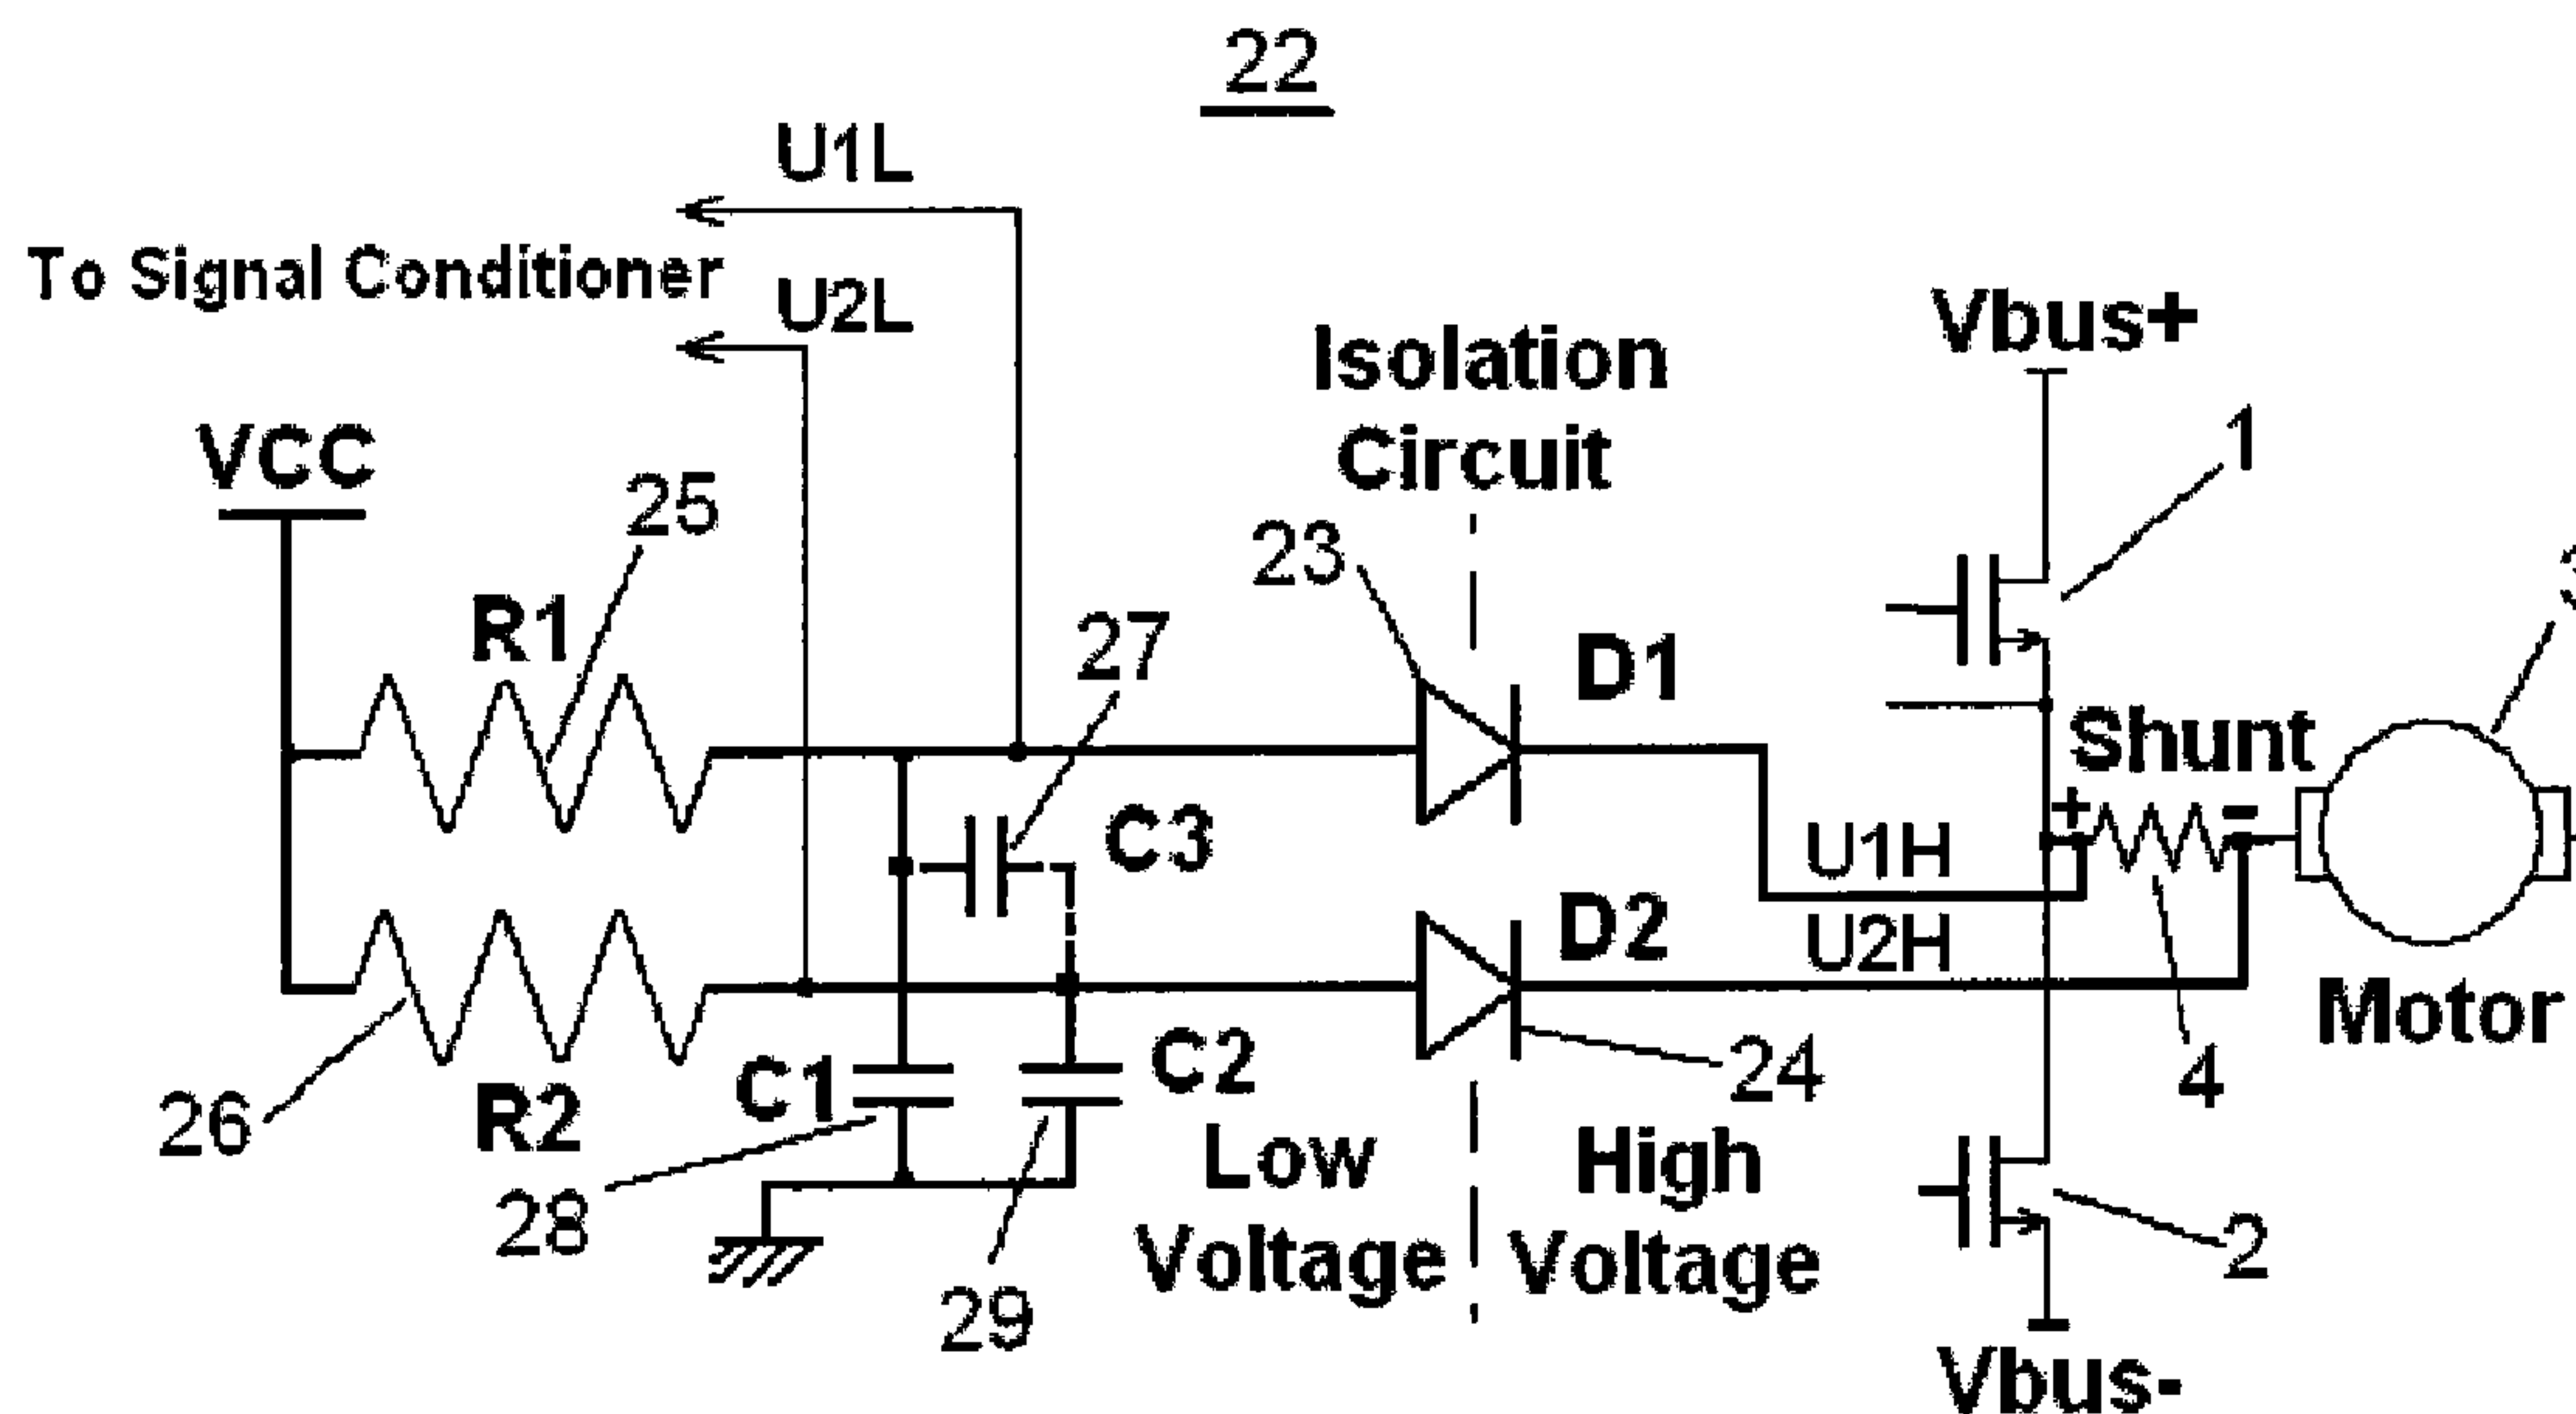 22
U1L
To Signal Conditioner
U2L
Isolation
Circuit
Vbus+
VCC
25
1
23
3
R1
27
D1
Shunt
+ -
C3
U1H
D2
U2H
Motor
24
4
C1
C2
26
R2
28
Low
Voltage
High
Voltage
2
29
Vbus-